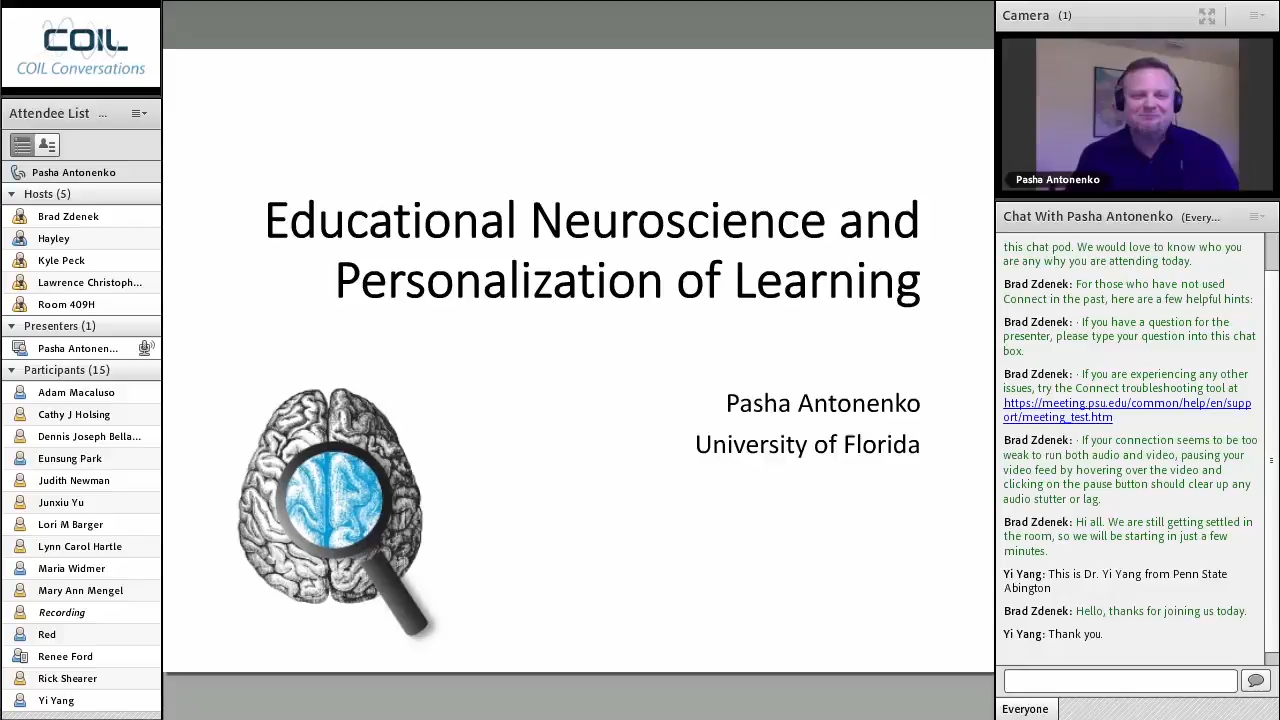 COIL
COIL Conversations
Attendee List ...
Pasha Antonenko
Hosts (5)
Brad Zdenek
Hayley
Kyle Peck
Lawrence Christoph...
Room 409H
Presenters (1)
Pasha Antonen...
Participants (15)
Adam Macaluso
Cathy J Holsing
Dennis Joseph Bella...
Eunsung Park
Judith Newman
Junxiu Yu
Lori M Barger
Lynn Carol Hartle
Maria Widmer
Mary Ann Mengel
Recording
Red
Renee Ford
Rick Shearer
Yi Yang
Educational Neuroscience and
Personalization of Learning
Pasha Antonenko
University of Florida
Camera (1)
Pasha Antonenko
Chat With Pasha Antonenko (Every...
this chat pod. We would love to know who you
are any why you are attending today.
Brad Zdenek: For those who have not used
Connect in the past, here are a few helpful hints:
Brad Zdenek: · If you have a question for the
presenter, please type your question into this chat
box.
Brad Zdenek: · If you are experiencing any other
issues, try the Connect troubleshooting tool at
https://meeting.psu.edu/common/help/en/supp
ort/meeting_test.htm
Brad Zdenek: · If your connection seems to be too
weak to run both audio and video, pausing your
video feed by hovering over the video and
clicking on the pause button should clear up any
audio stutter or lag.
Brad Zdenek: Hi all. We are still getting settled in
the room, so we will be starting in just a few
minutes.
Yi Yang: This is Dr. Yi Yang from Penn State
Abington
Brad Zdenek: Hello, thanks for joining us today.
Yi Yang: Thank you.
Everyone